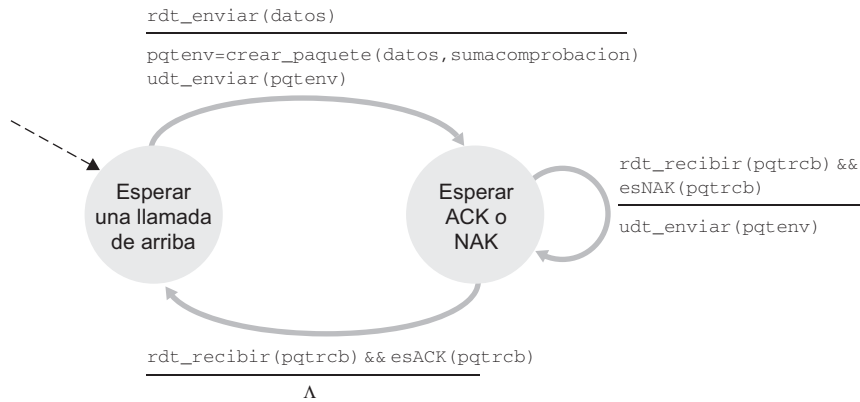 rdt_enviar(datos)
pqtenv=crear_paquete(datos,sumacomprobacion)
udt_enviar(pqtenv)
Esperar
una llamada
de arriba
Esperar
ACK o
NAK
rdt_recibir(pqtrcb) &&
esNAK(pqtrcb)
udt_enviar(pqtenv)
rdt_recibir(pqtrcb) && esACK(pqtrcb)
Λ